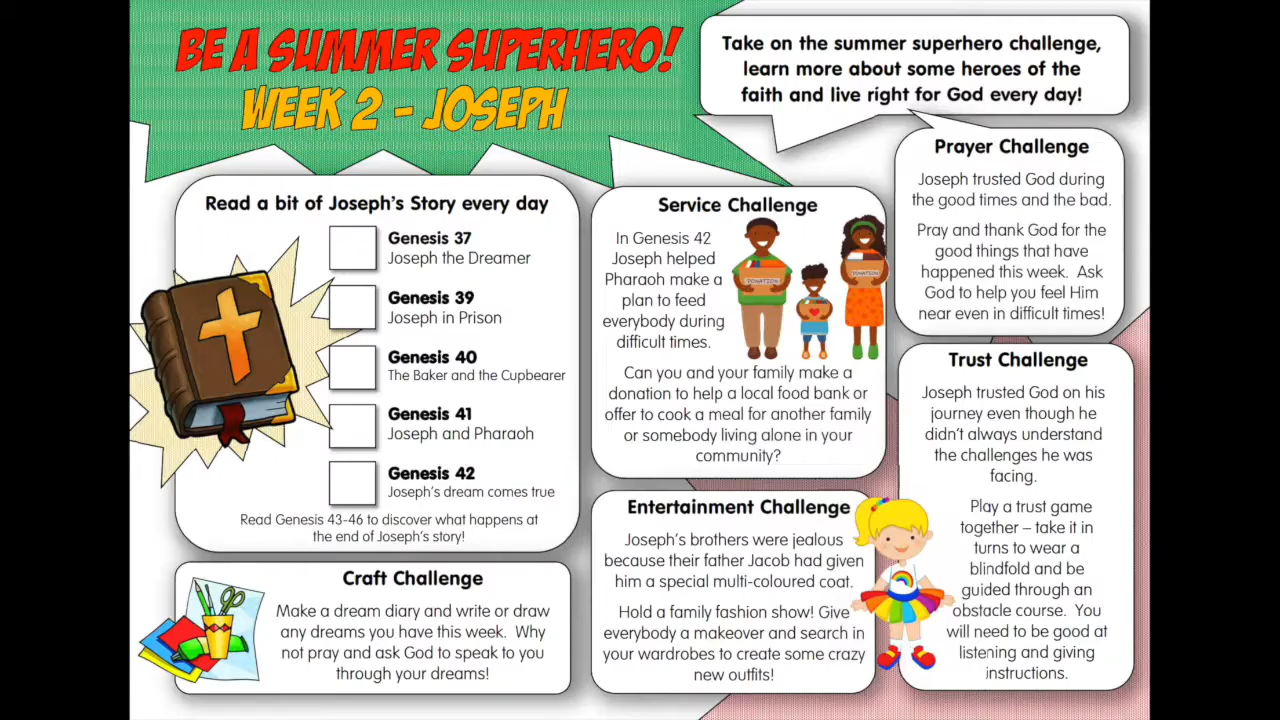 BE A SUMMER SUPERHERO!
WEEK 2 - JOSEPH
Take on the summer superhero challenge,
learn more about some heroes of the
faith and live right for God every day!
Read a bit of Joseph's Story every day
Genesis 37
Joseph the Dreamer
Genesis 39
Joseph in Prison
Genesis 40
The Baker and the Cupbearer
Genesis 41
Joseph and Pharaoh
Genesis 42
Joseph's dream comes true
Read Genesis 43-46 to discover what happens at
the end of Joseph's story!
Craft Challenge
Make a dream diary and write or draw
any dreams you have this week. Why
not pray and ask God to speak to you
through your dreams!
Service Challenge
In Genesis 42
Joseph helped
Pharaoh make a
plan to feed
everybody during
difficult times.
DONATION
DONATION
Can you and your family make a
donation to help a local food bank or
offer to cook a meal for another family
or somebody living alone in your
community?
Entertainment Challenge
Joseph's brothers were jealous
because their father Jacob had given
him a special multi-coloured coat.
Hold a family fashion show! Give
everybody a makeover and search in
your wardrobes to create some crazy
new outfits!
Prayer Challenge
Joseph trusted God during
the good times and the bad.
Pray and thank God for the
good things that have
happened this week. Ask
God to help you feel Him
near even in difficult times!
Trust Challenge
Joseph trusted God on his
journey even though he
didn't always understand
the challenges he was
facing.
Play a trust game
together – take it in
turns to wear a
blindfold and be
guided through an
obstacle course. You
will need to be good at
listening and giving
instructions.